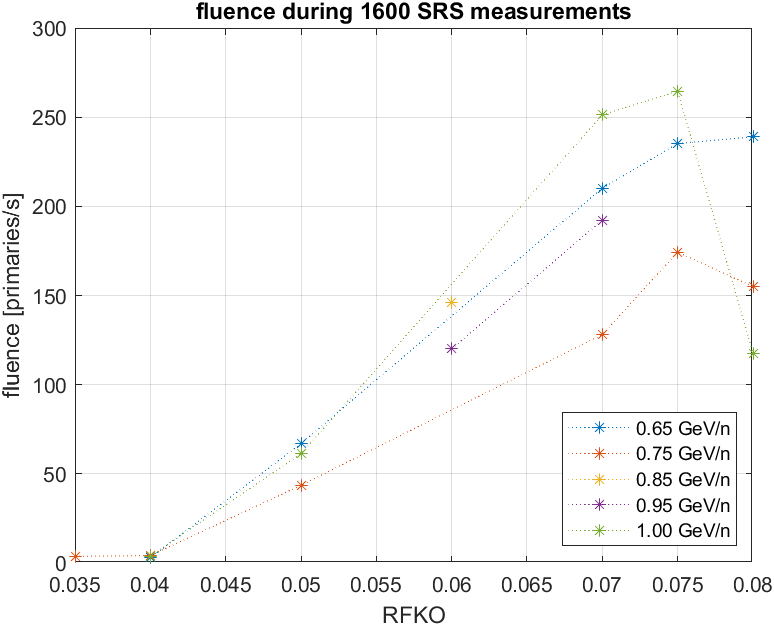 fluence during 1600 SRS measurements
300
250
200
150
100
50
0
fluence [primaries/s]
0.65 GeV/n
0.75 GeV/n
0.85 GeV/n
0.95 GeV/n
1.00 GeV/n
0.035 0.04 0.045 0.05 0.055 0.06 0.065 0.07 0.075 0.08
RFKO